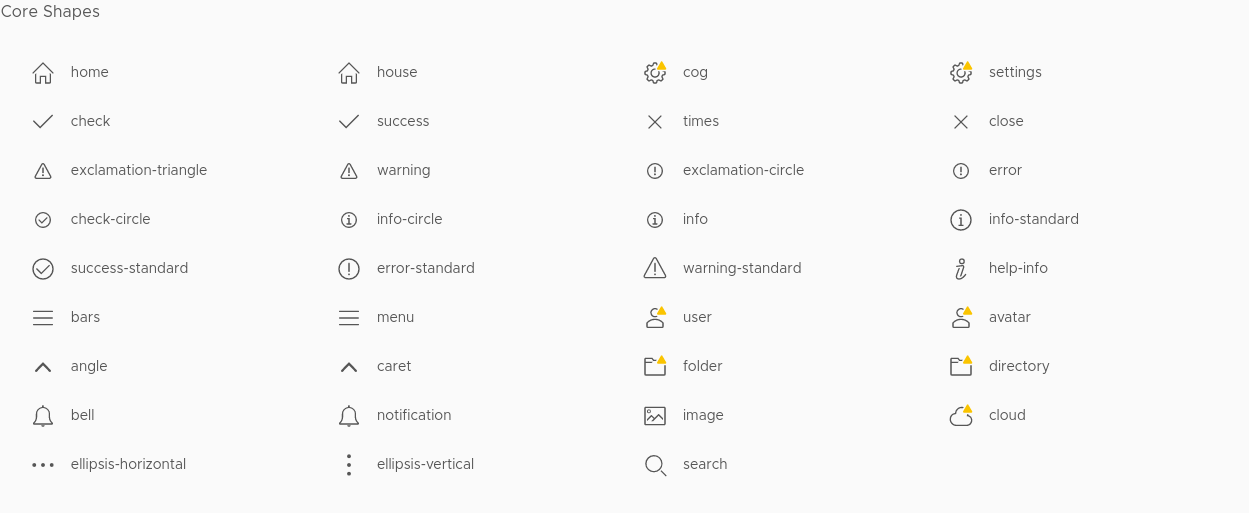 Core Shapes
home house cog settings
check success times close
exclamation-triangle warning exclamation-circle error
check-circle info-circle info info-standard
success-standard error-standard warning-standard help-info
bars menu user avatar
angle caret folder directory
bell notification image cloud
ellipsis-horizontal ellipsis-vertical search